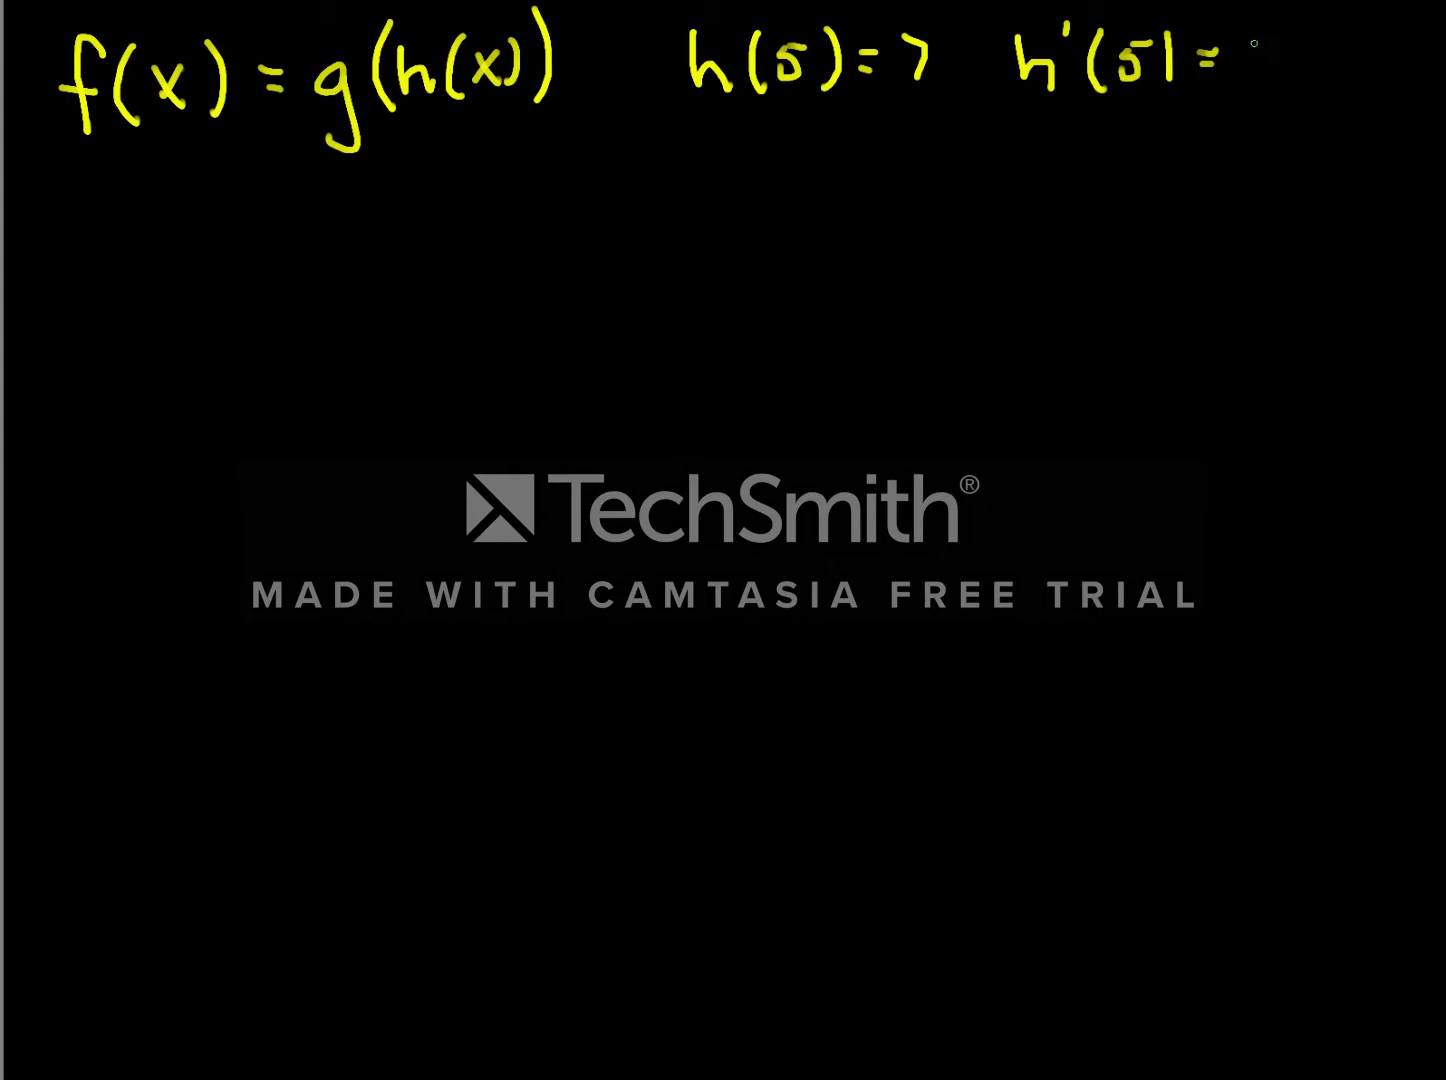 f(x) = g(h(x)) h(5) = 7 h'(5) =
TechSmith®
MADE WITH CAMTASIA FREE TRIAL